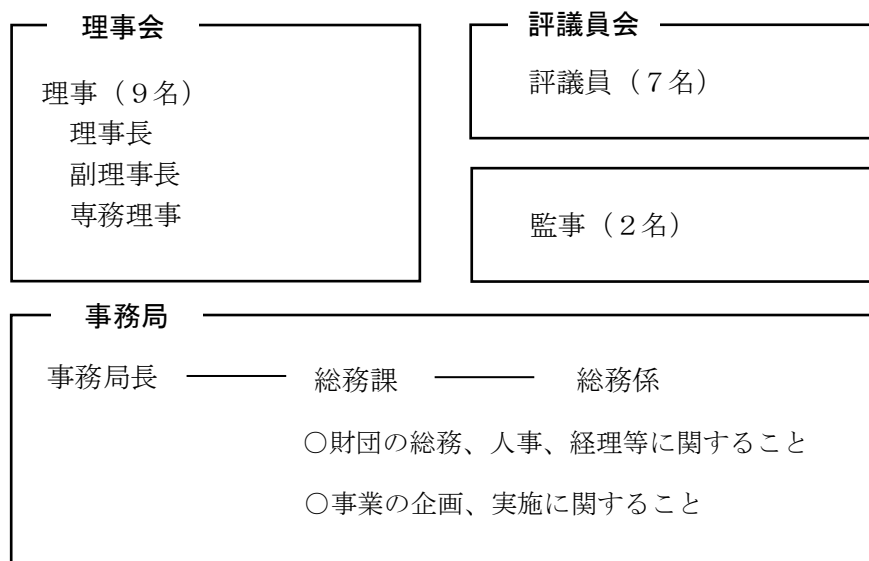 理事会
理事（９名）
理事長
副理事長
専務理事
評議員会
評議員（７名）
監事（２名）
事務局
事務局長 総務課 総務係
○財団の総務、人事、経理等に関すること
○事業の企画、実施に関すること